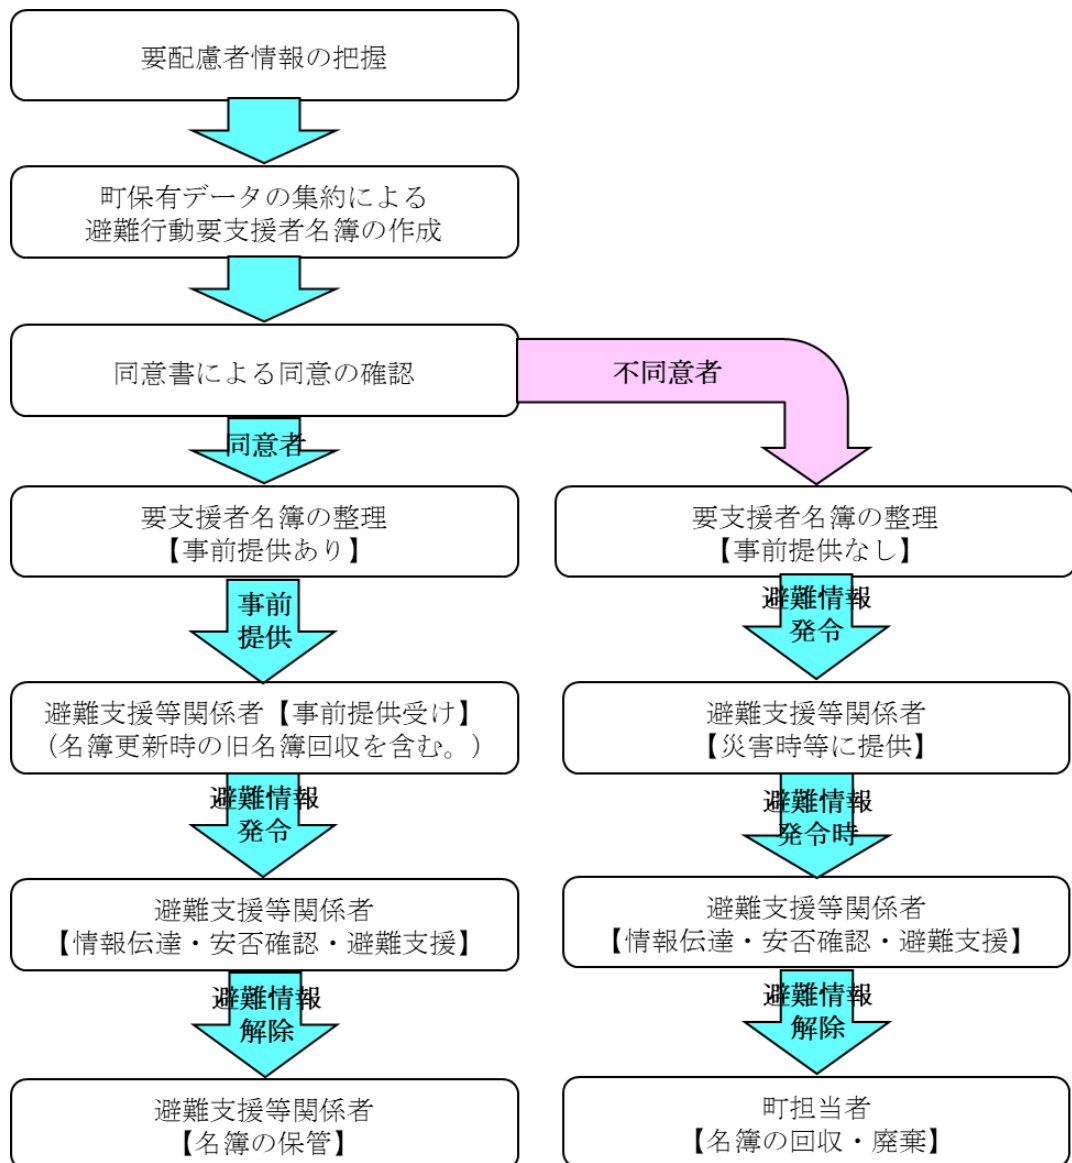 要配慮者情報の把握
町保有データの集約による
避難行動要支援者名簿の作成
同意書による同意の確認
不同意者
同意者
要支援者名簿の整理
【事前提供あり】
要支援者名簿の整理
【事前提供なし】
事前
提供
避難情報
発令
避難支援等関係者【事前提供受け】
（名簿更新時の旧名簿回収を含む。）
避難支援等関係者
【災害時等に提供】
避難情報
発令
避難情報
発令時
避難支援等関係者
【情報伝達・安否確認・避難支援】
避難支援等関係者
【情報伝達・安否確認・避難支援】
避難情報
解除
避難情報
解除
避難支援等関係者
【名簿の保管】
町担当者
【名簿の回収・廃棄】